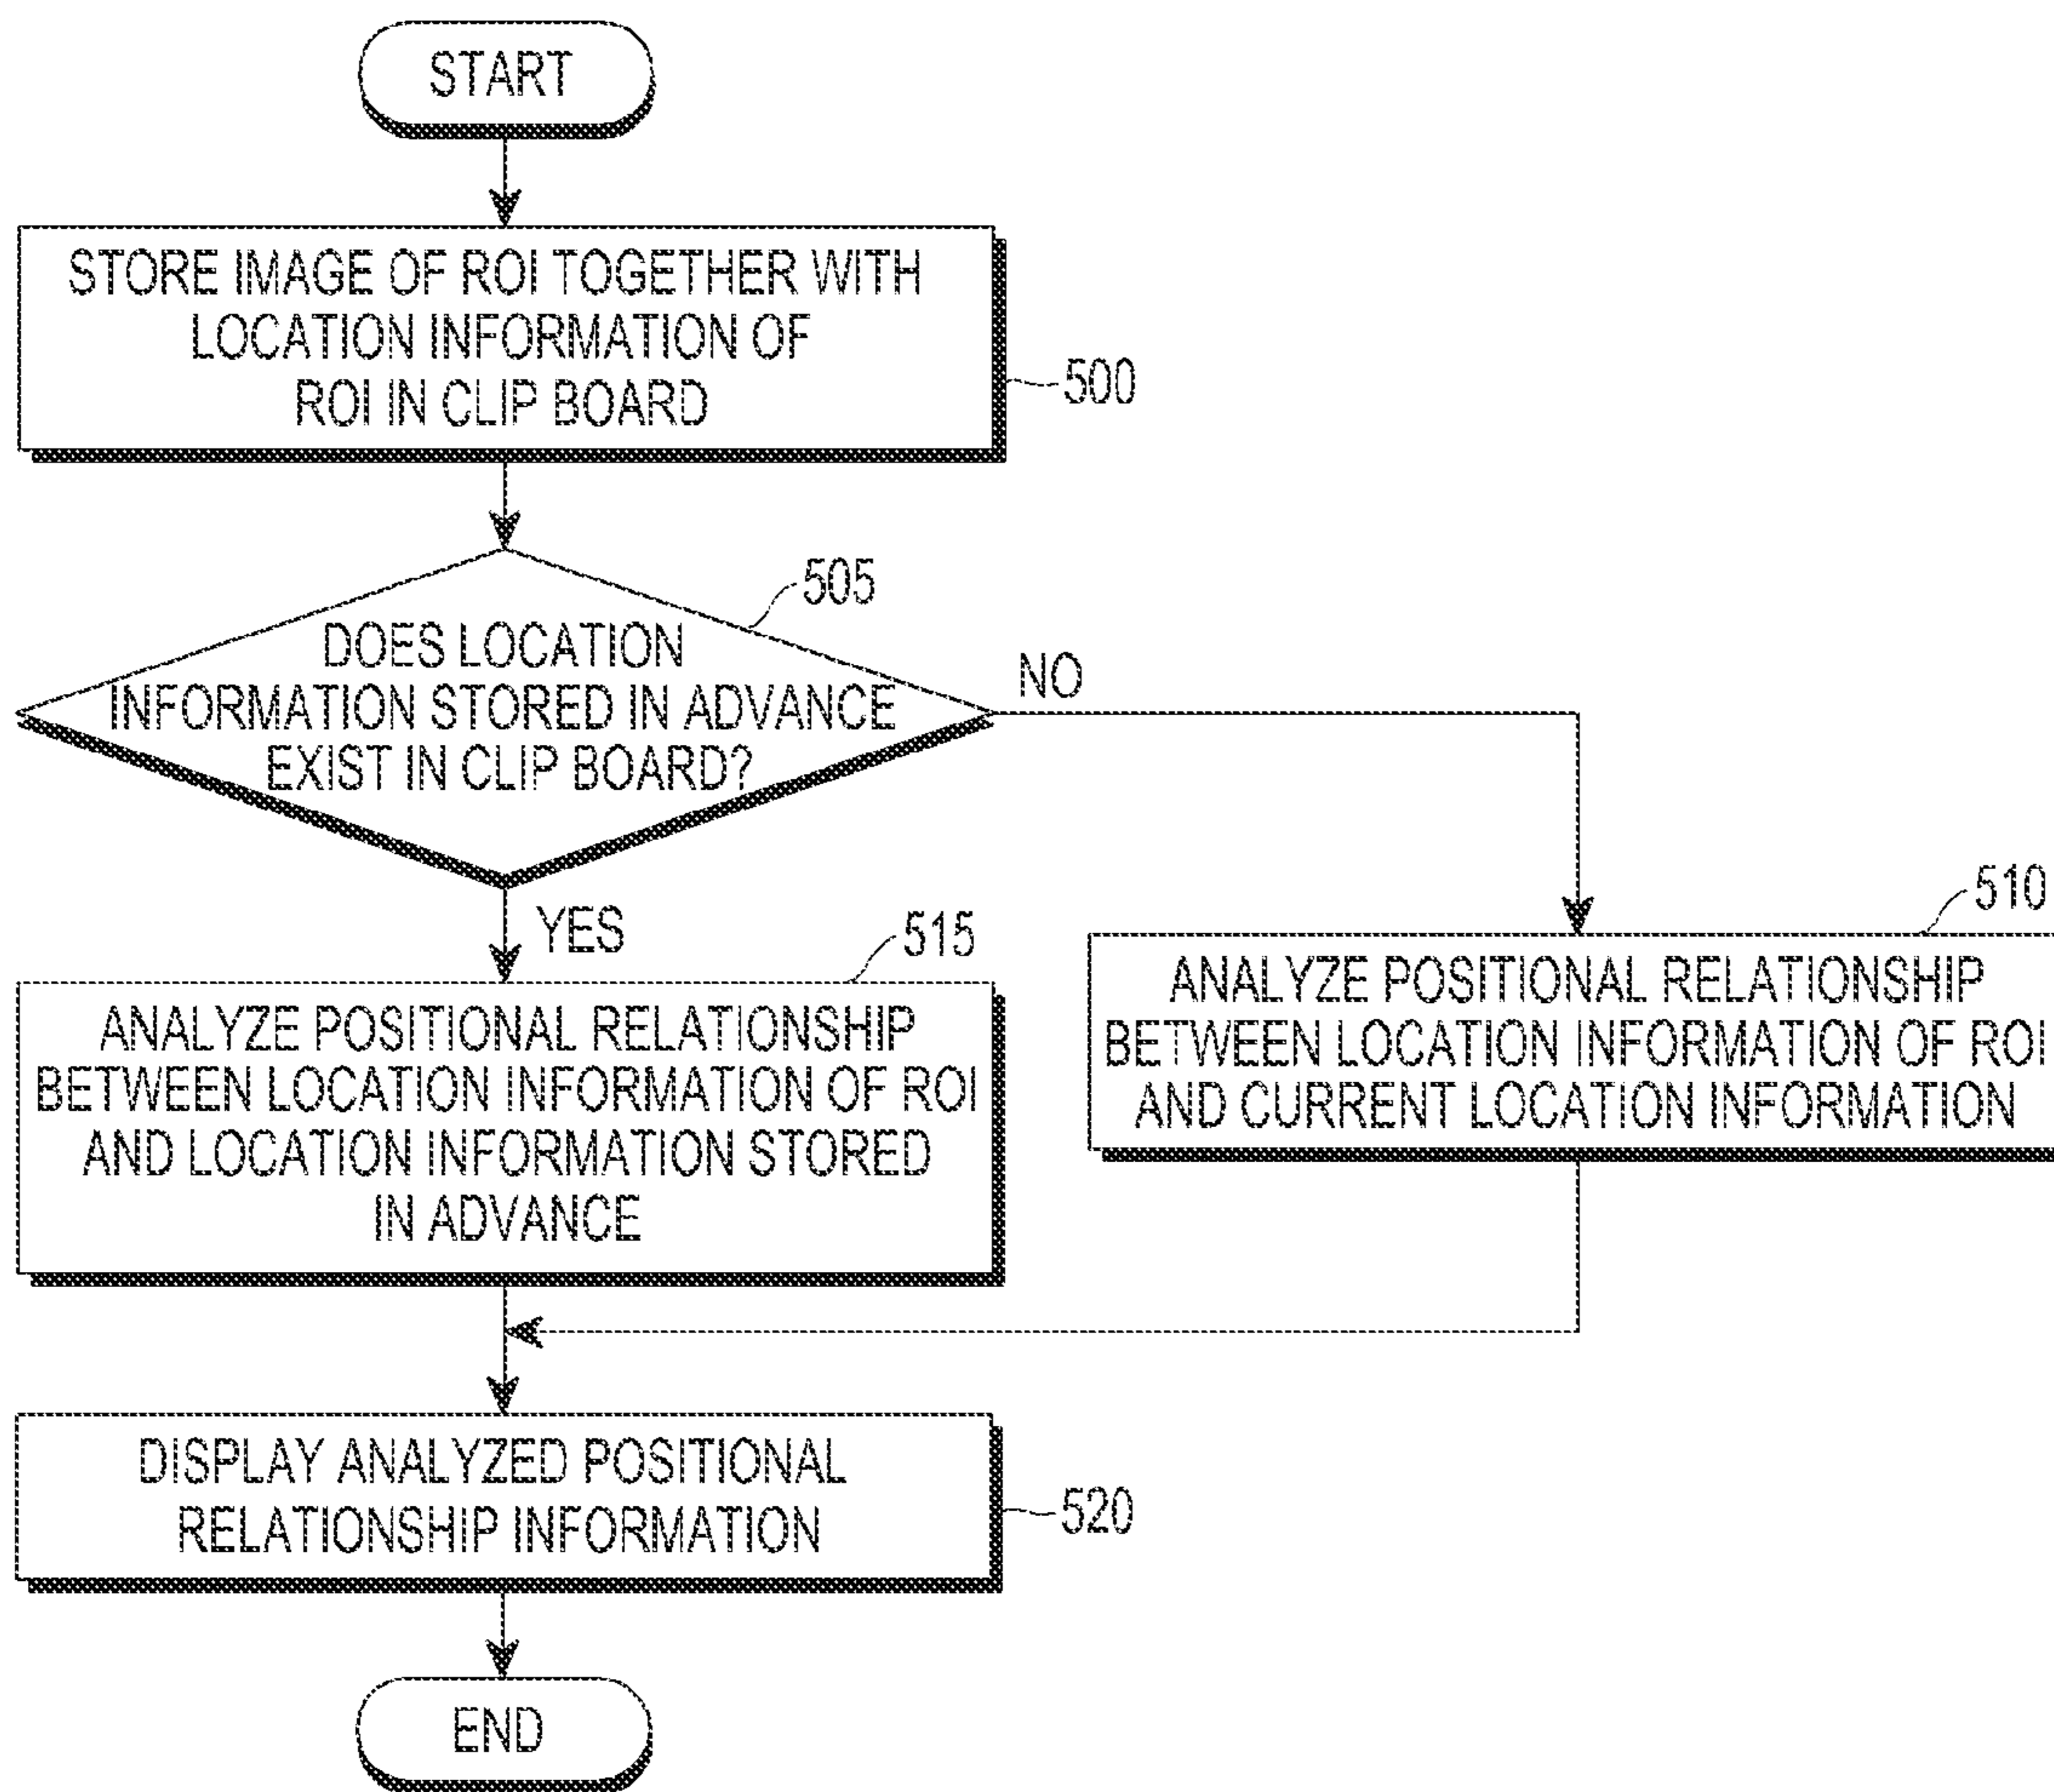 START
STORE IMAGE OF ROI TOGETHER WITH
LOCATION INFORMATION OF
ROI IN CLIP BOARD
500
505
DOES LOCATION
INFORMATION STORED IN ADVANCE
EXIST IN CLIP BOARD?
NO
YES
515
ANALYZE POSITIONAL RELATIONSHIP
BETWEEN LOCATION INFORMATION OF ROI
AND LOCATION INFORMATION STORED
IN ADVANCE
510
ANALYZE POSITIONAL RELATIONSHIP
BETWEEN LOCATION INFORMATION OF ROI
AND CURRENT LOCATION INFORMATION
DISPLAY ANALYZED POSITIONAL
RELATIONSHIP INFORMATION
520
END